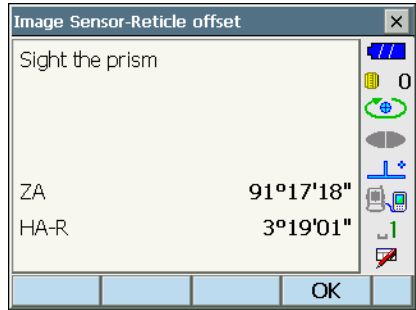 Image Sensor-Reticle offset
Sight the prism
0
ZA 91°17'18"
HA-R 3°19'01"
1
OK